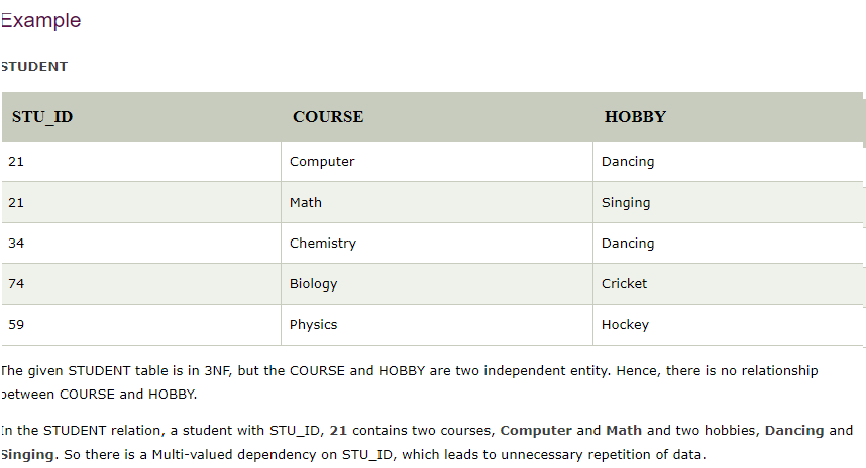 Example
STUDENT
STU_ID COURSE HOBBY
21 Computer Dancing
21 Math Singing
34 Chemistry Dancing
74 Biology Cricket
59 Physics Hockey
The given STUDENT table is in 3NF, but the COURSE and HOBBY are two independent entity. Hence, there is no relationship
between COURSE and HOBBY.
In the STUDENT relation, a student with STU_ID, 21 contains two courses, Computer and Math and two hobbies, Dancing and
Singing. So there is a Multi-valued dependency on STU_ID, which leads to unnecessary repetition of data.